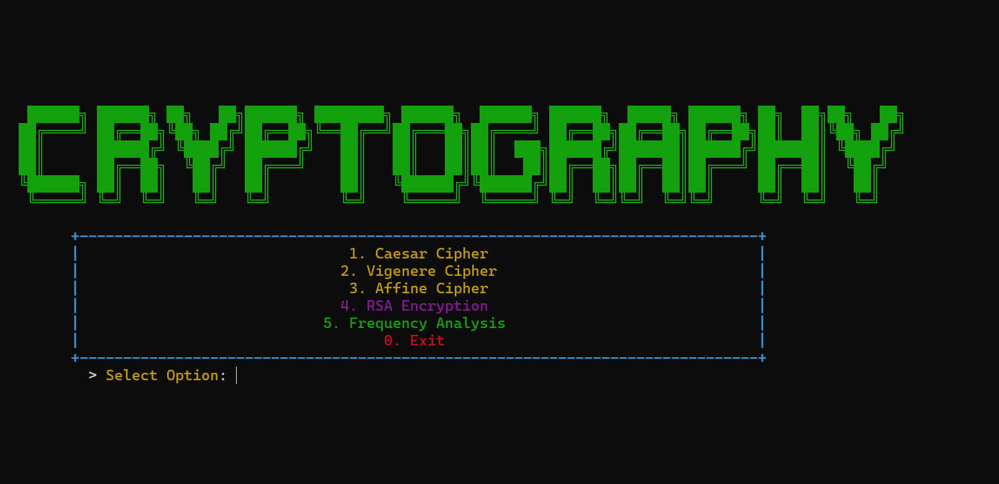 CRYPTOGRAPHY
1. Caesar Cipher
2. Vigenere Cipher
3. Affine Cipher
4. RSA Encryption
5. Frequency Analysis
0. Exit
> Select Option: